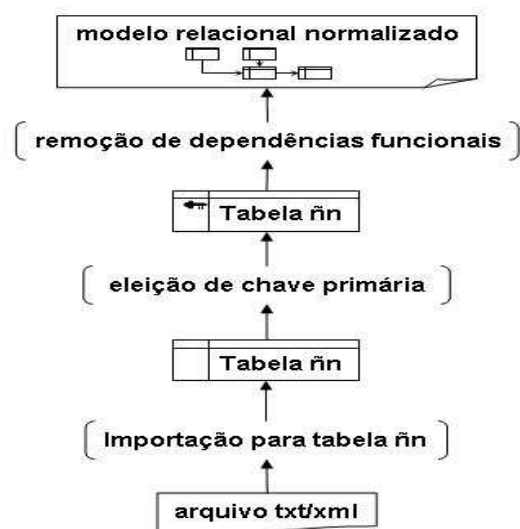 modelo relacional normalizado
remoção de dependências funcionais
Tabela ñn
eleição de chave primária
Tabela ñn
Importação para tabela ñn
arquivo txt/xml